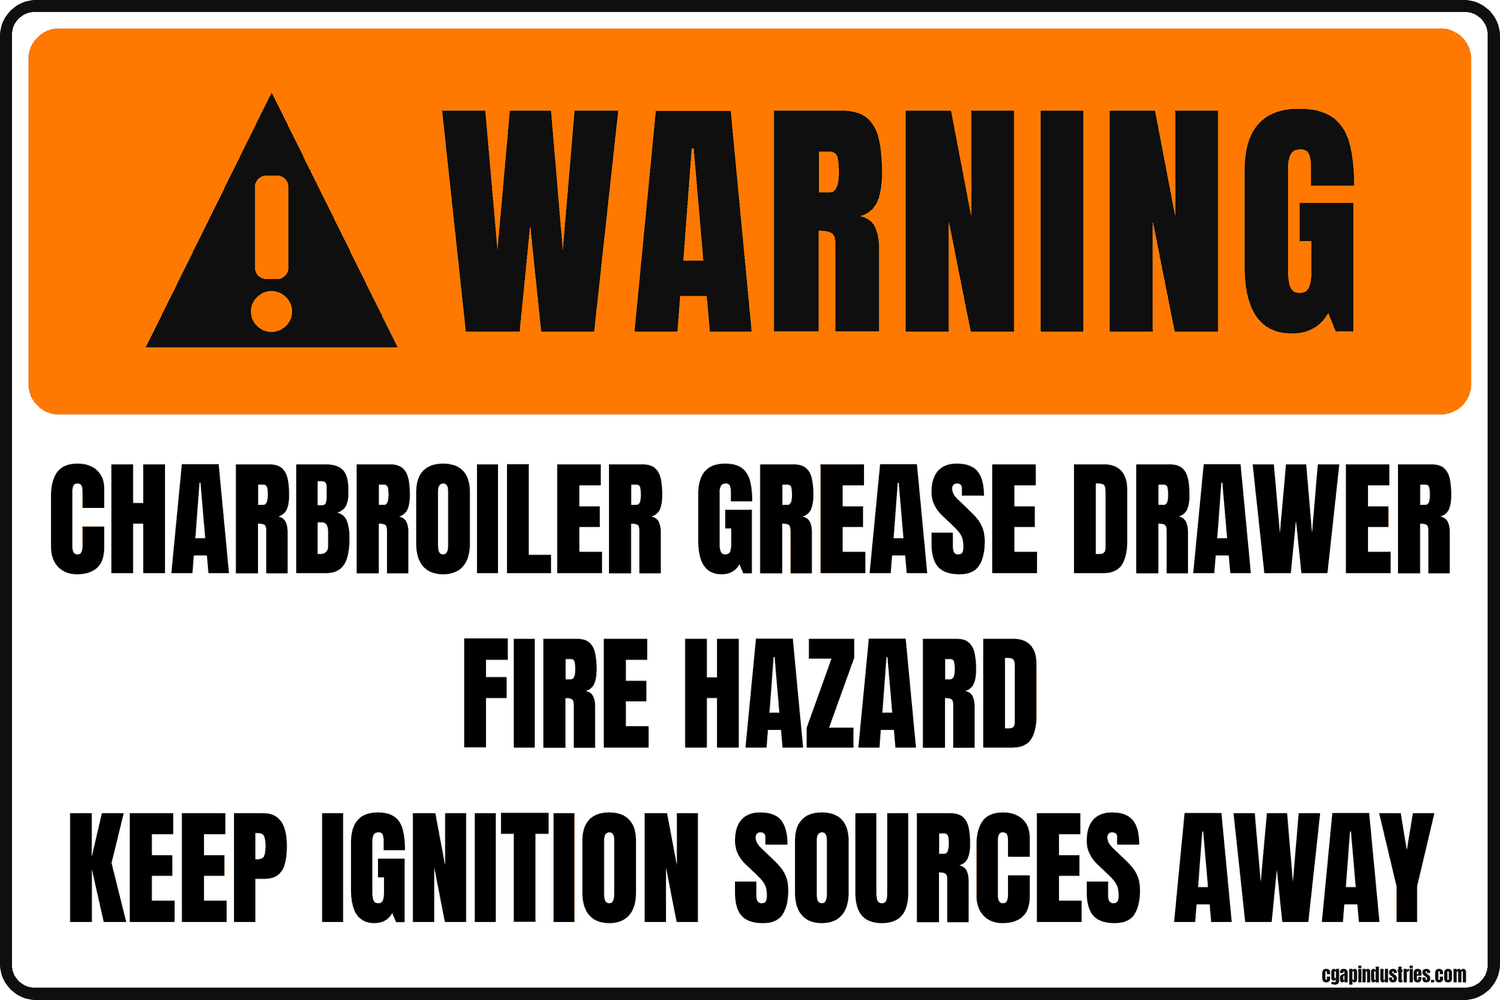 WARNING
CHARBROILER GREASE DRAWER
FIRE HAZARD
KEEP IGNITION SOURCES AWAY
cgapindustries.com